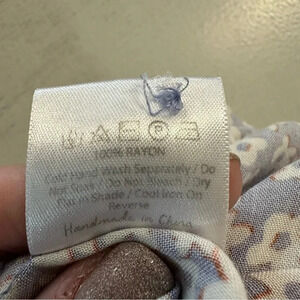 P
100% RAYON
Cold Hand Wash Separately / Do
Not Soak / Do Not Bleach / Dry
Flat in Shade / Cool Iron On
Reverse
Handmade in China